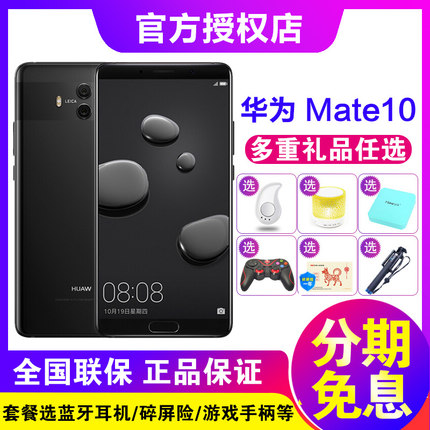 官方授权店
LEICA
华为 Mate10
多重礼品任选
选 选 选
选 选
HUAW
08:08
10月19日星期四
全国联保 正品保证
分期
免息
套餐选蓝牙耳机/碎屏险/游戏手柄等